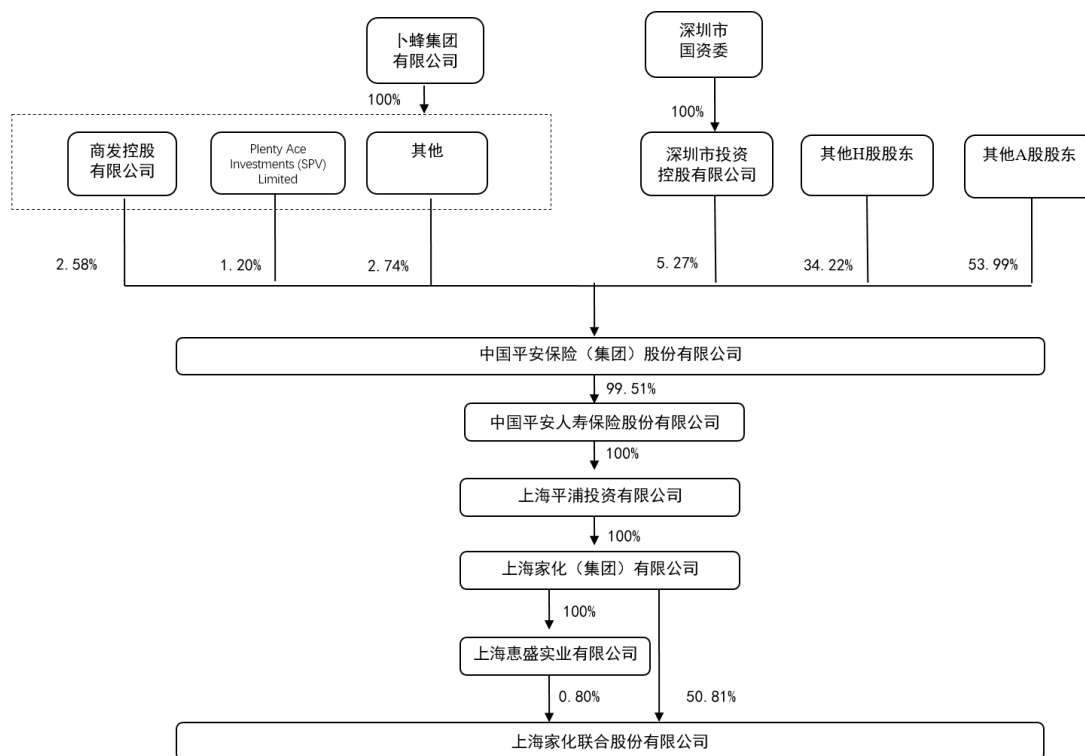 卜蜂集团
有限公司
深圳市
国资委
100%
100%
商发控股
有限公司
Plenty Ace
Investments (SPV)
Limited
其他
深圳市投资
控股有限公司
其他H股股东
其他A股股东
2.58%
1.20%
2.74%
5.27%
34.22%
53.99%
中国平安保险（集团）股份有限公司
99.51%
中国平安人寿保险股份有限公司
100%
上海平浦投资有限公司
100%
上海家化（集团）有限公司
100%
上海惠盛实业有限公司
0.80%
50.81%
上海家化联合股份有限公司